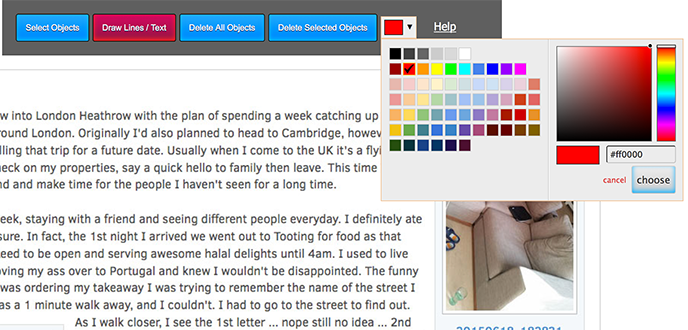 Select Objects
Draw Lines / Text
Delete All Objects
Delete Selected Objects
Help
#ff0000
cancel
choose
w into London Heathrow with the plan of spending a week catching up
round London. Originally I'd also planned to head to Cambridge, howev
lling that trip for a future date. Usually when I come to the UK it's a flyi
heck on my properties, say a quick hello to family then leave. This time
nd and make time for the people I haven't seen for a long time.
eek, staying with a friend and seeing different people everyday. I definitely ate
sure. In fact, the 1st night I arrived we went out to Tooting for food as that
eed to be open and serving awesome halal delights until 4am. I used to live
oving my ass over to Portugal and knew I wouldn't be disappointed. The funny
was ordering my takeaway I was trying to remember the name of the street I
as a 1 minute walk away, and I couldn't. I had to go to the street to find out.
As I walk closer, I see the 1st letter ... nope still no idea ... 2nd